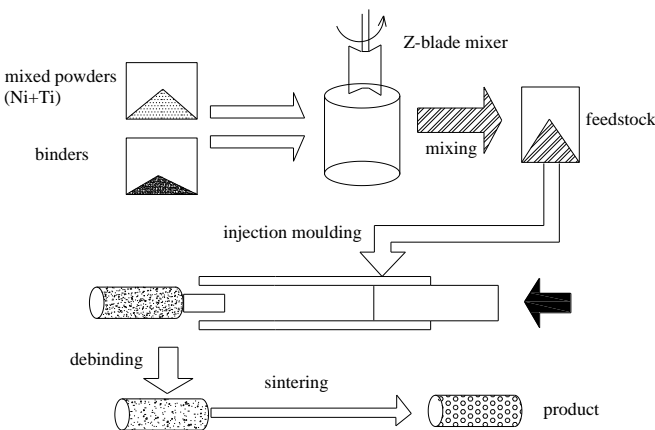 Z-blade mixer
mixed powders
(Ni+Ti)
feedstock
mixing
binders
injection moulding
debinding
sintering
product